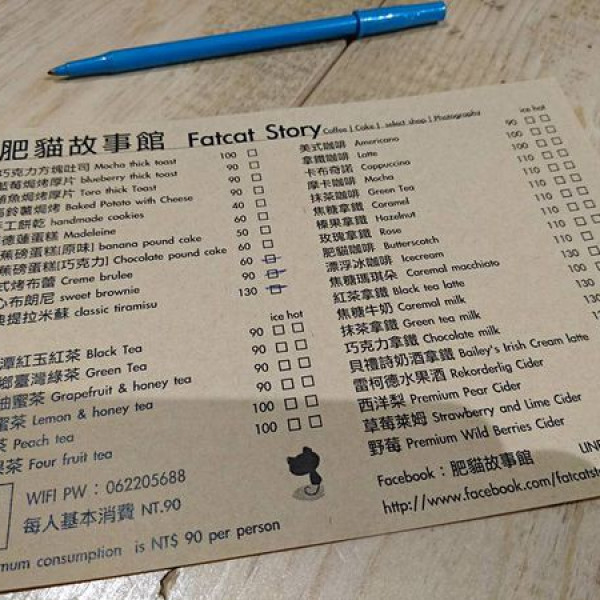 肥貓故事館 Fatcat Story Coffee | Cake | select shop | Photography
巧克力方塊吐司 Mocha thick toast 100
藍莓焗烤厚片 blueberry thick toast 90
鮪魚焗烤厚片 Toro thick Toast 90
馬鈴薯焗烤 Baked Potato with Cheese 90
手工餅乾 handmade cookies 40
瑪德蓮蛋糕 Madeleine 60
蕉磅蛋糕[原味] banana pound cake 50
蕉磅蛋糕[巧克力] Chocolate pound cake 60
式烤布蕾 Creme brulee 60
心布朗尼 sweet brownie 90
典提拉米蘇 classic tiramisu 130
ice hot
潭紅玉紅茶 Black Tea 90
鄉臺灣綠茶 Green Tea 90
柚蜜茶 Grapefruit & honey tea 90
蜜茶 Lemon & honey tea 90
茶 Peach tea 100
果茶 Four fruit tea 100
WIFI PW：062205688
每人基本消費 NT.90
mum consumption is NT$ 90 per person
ice hot
美式咖啡 Americano 90
拿鐵咖啡 Latte 100
卡布奇諾 Cappuccino 100
摩卡咖啡 Mocha 110
抹茶咖啡 Green Tea 110
焦糖拿鐵 Caramel 110
榛果拿鐵 Hazelnut 110
玫瑰拿鐵 Rose 110
肥貓咖啡 Butterscotch
漂浮冰咖啡 Icecream
焦糖瑪琪朵 Caremal macchiato
紅茶拿鐵 Black tea latte
焦糖牛奶 Caremal milk
抹茶拿鐵 Green tea milk
巧克力拿鐵 Chocolate milk
貝禮詩奶酒拿鐵 Bailey's Irish Cream latte
雷柯德水果酒 Rekorderlig Cider
西洋梨 Premium Pear Cider
草莓萊姆 Strawberry and Lime Cider
野莓 Premium Wild Berries Cider
Facebook：肥貓故事館 LINE
http://www.facebook.com/fatcatsto